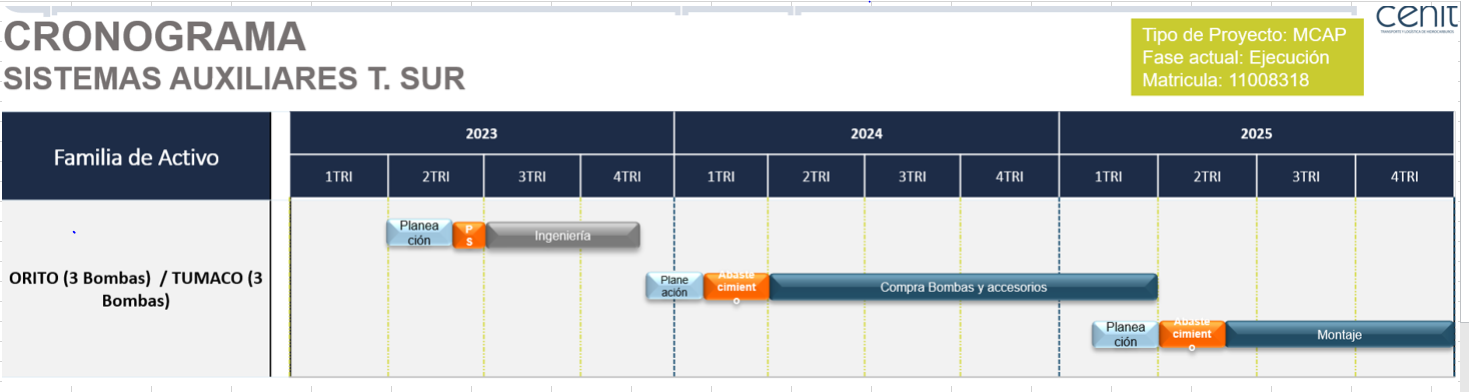 cenit
TRANSPORTE Y LOGÍSTICA DE HIDROCARBUROS
CRONOGRAMA
SISTEMAS AUXILIARES T. SUR
Tipo de Proyecto: MCAP
Fase actual: Ejecución
Matricula: 11008318
Familia de Activo
2023
2024
2025
1TRI 2TRI 3TRI 4TRI 1TRI 2TRI 3TRI 4TRI 1TRI 2TRI 3TRI 4TRI
ORITO (3 Bombas) / TUMACO (3
Bombas)
Planea
ción
P
S
Ingeniería
Plane
ación
Abaste
cimient
o
Compra Bombas y accesorios
Planea
ción
Abaste
cimient
o
Montaje